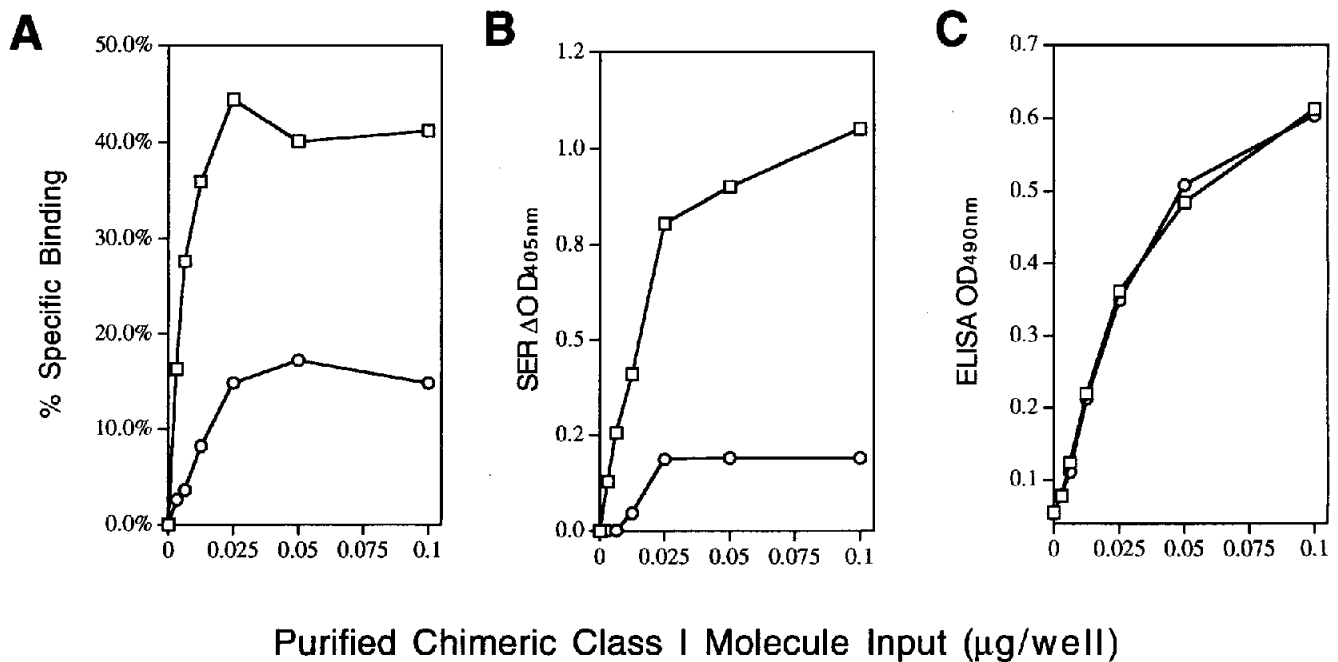 A
50.0%
40.0%
30.0%
20.0%
10.0%
0.0%
% Specific Binding
0 0.025 0.05 0.075 0.1
B
1.2
1.0
0.8
0.5
0.2
0.0
SER ΔOD405nm
0 0.025 0.05 0.075 0.1
C
0.7
0.6
0.5
0.4
0.3
0.2
0.1
ELISA OD490nm
0 0.025 0.05 0.075 0.1
Purified Chimeric Class I Molecule Input (μg/well)